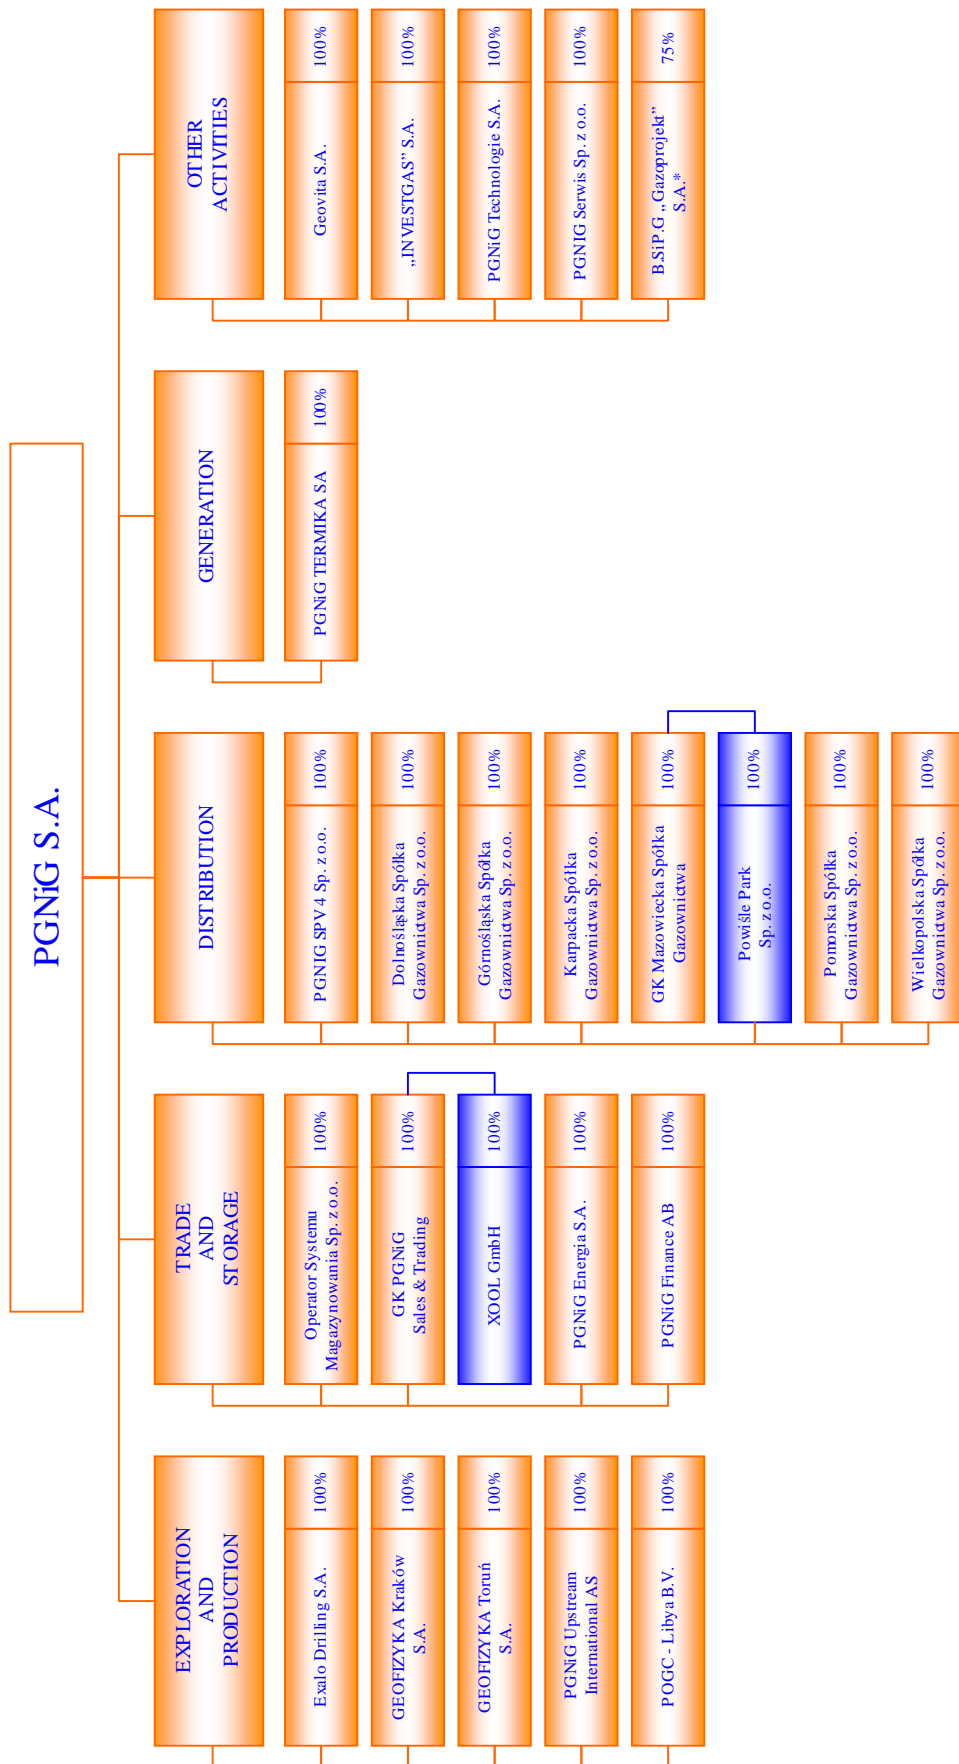 PGNiG S.A.
EXPLORATION
AND
PRODUCTION
Exalo Drilling S.A.
100%
GEOFIZYKA Kraków
S.A.
100%
GEOFIZYKA Toruń
S.A.
100%
PGNiG Upstream
International AS
100%
POGC - Libya B.V.
100%
TRADE
AND
STORAGE
Operator Systemu
Magazynowania Sp. z o.o.
100%
GK PGNiG
Sales & Trading
100%
XOOL GmbH
100%
PGNiG Energia S.A.
100%
PGNiG Finance AB
100%
DISTRIBUTION
PGNIG SPV 4 Sp. z o.o.
100%
Dolnośląska Spółka
Gazownictwa Sp. z o.o.
100%
Górnośląska Spółka
Gazownictwa Sp. z o.o.
100%
Karpacka Spółka
Gazownictwa Sp. z o.o.
100%
GK Mazowiecka Spółka
Gazownictwa
100%
Powiśle Park
Sp. z o.o.
100%
Pomorska Spółka
Gazownictwa Sp. z o.o.
100%
Wielkopolska Spółka
Gazownictwa Sp. z o.o.
100%
GENERATION
PGNiG TERMIKA SA
100%
OTHER
ACTIVITIES
Geovita S.A.
100%
„INVESTGAS” S.A.
100%
PGNiG Technologie S.A.
100%
PGNIG Serwis Sp. z o.o.
100%
B.SiP.G „Gazoprojekt”
S.A.*
75%